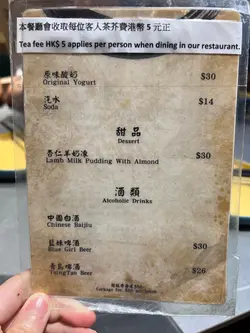 本餐廳會收取每位客人茶芥費港幣 5 元正
Tea fee HK$ 5 applies per person when dining in our restaurant.
原味酸奶 $30
Original Yogurt
汽水 $14
Soda
甜品
Dessert
杏仁羊奶凍 $30
Lamb Milk Pudding With Almond
酒類
Alcoholic Drinks
中國白酒
Chinese Baijiu
藍妹啤酒 $30
Blue Girl Beer
青島啤酒 $26
TsingTao Beer